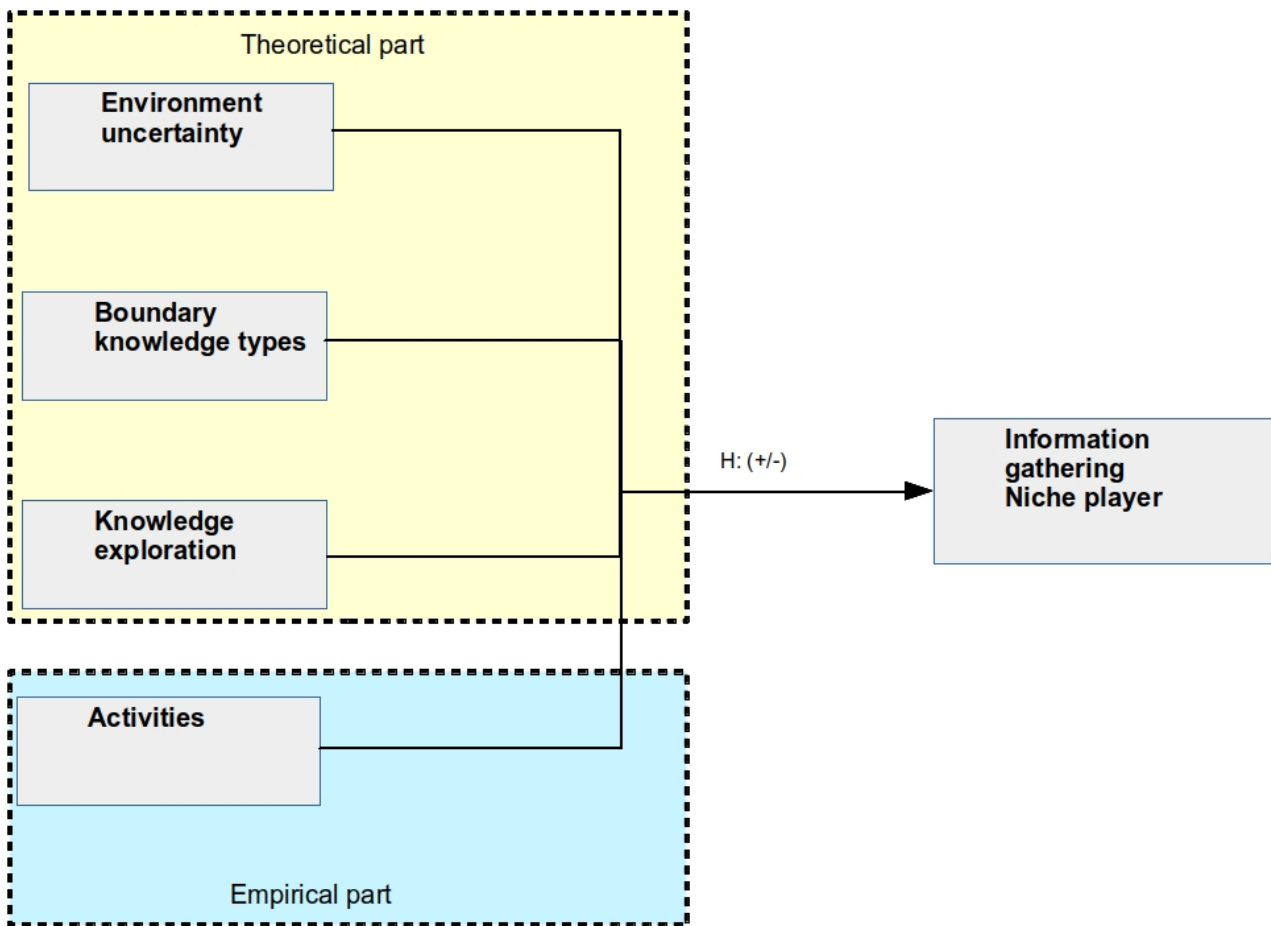 Theoretical part
Environment
uncertainty
Boundary
knowledge types
Knowledge
exploration
H: (+/-)
Information
gathering
Niche player
Activities
Empirical part